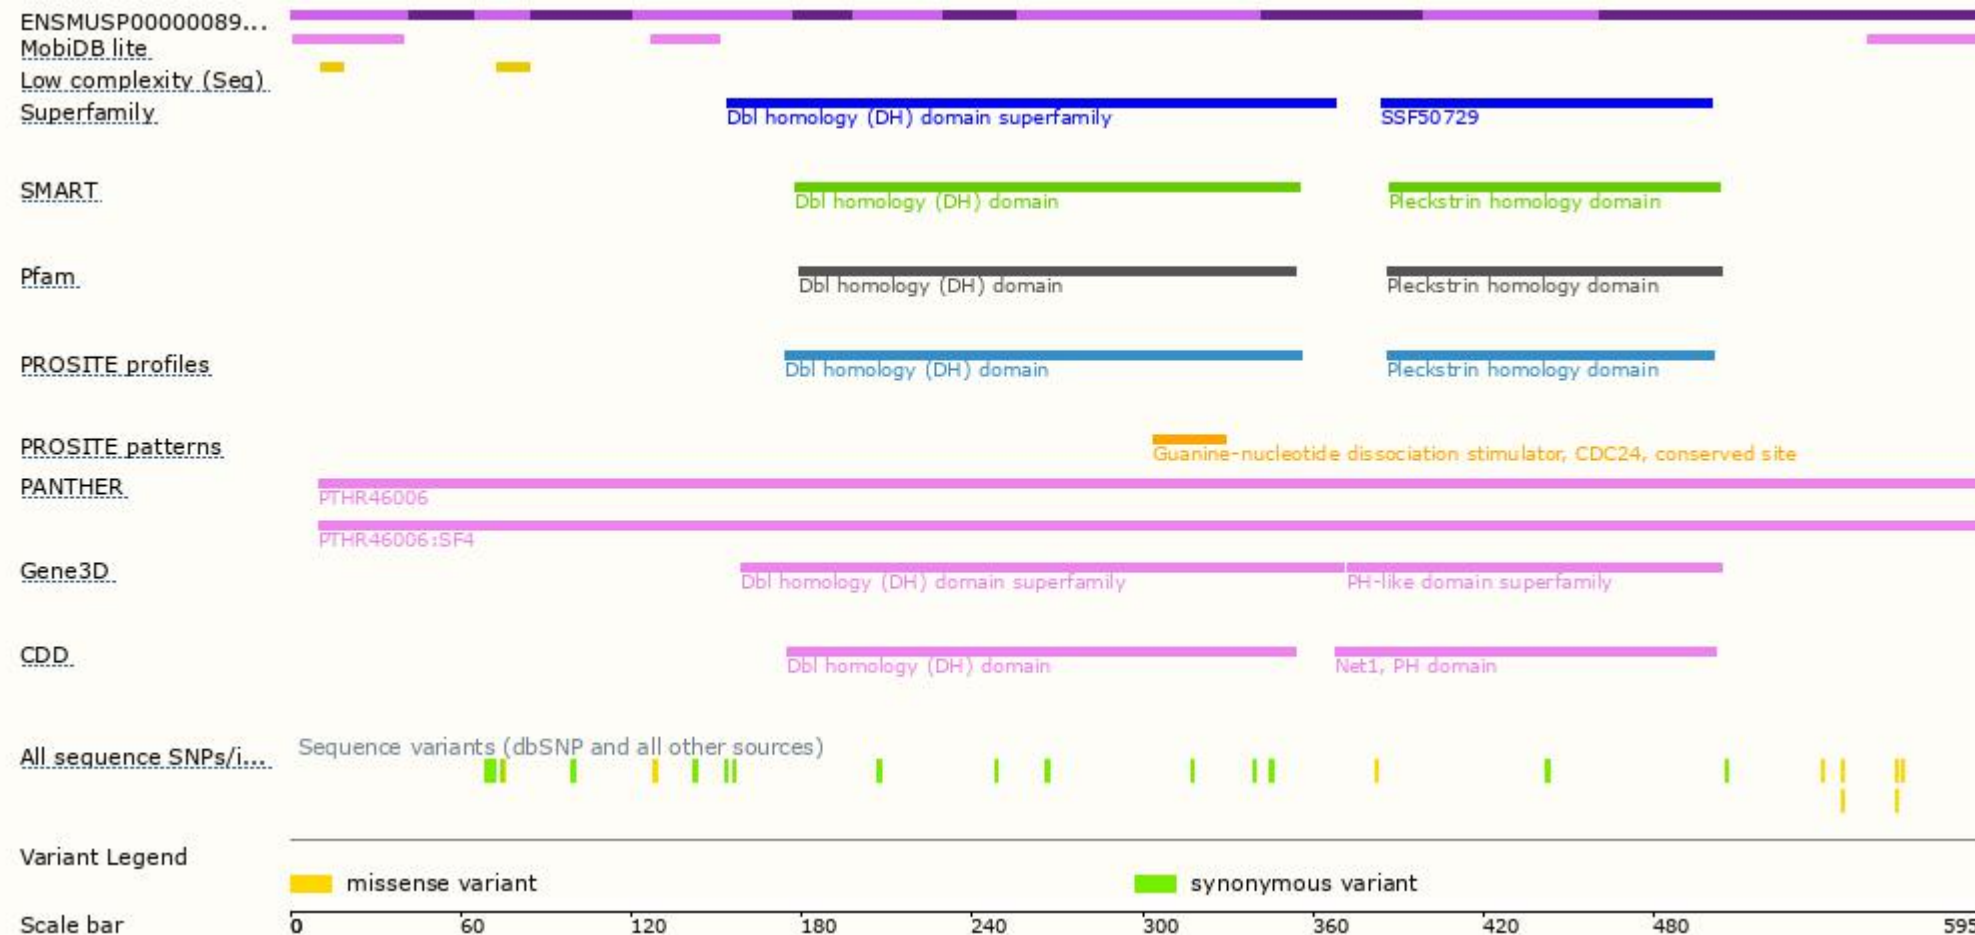 ENSMUSP00000089...
MobiDB lite
Low complexity (Seg)
Superfamily
Dbl homology (DH) domain superfamily SSF50729
SMART
Dbl homology (DH) domain Pleckstrin homology domain
Pfam
Dbl homology (DH) domain Pleckstrin homology domain
PROSITE profiles
Dbl homology (DH) domain Pleckstrin homology domain
PROSITE patterns
Guanine-nucleotide dissociation stimulator, CDC24, conserved site
PANTHER
PTHR46006
PTHR46006:SF4
Gene3D
Dbl homology (DH) domain superfamily PH-like domain superfamily
CDD
Dbl homology (DH) domain Net1, PH domain
All sequence SNPs/i...
Sequence variants (dbSNP and all other sources)
Variant Legend
missense variant synonymous variant
Scale bar 0 60 120 180 240 300 360 420 480 595